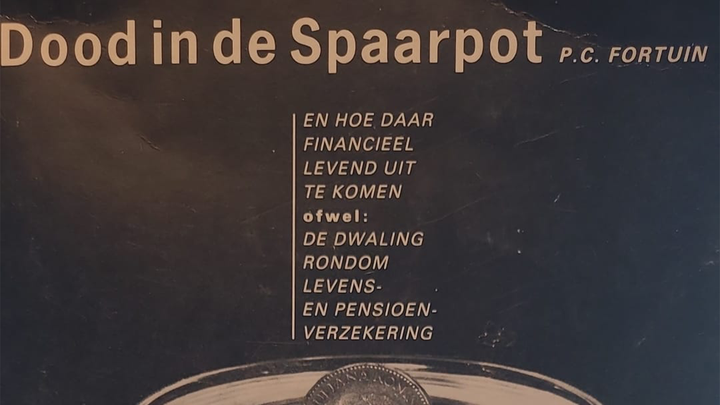 Dood in de Spaarpot P.C. FORTUIN
EN HOE DAAR
FINANCIEEL
LEVEND UIT
TE KOMEN
ofwel:
DE DWALING
RONDOM
LEVENS-
EN PENSIOEN-
VERZEKERING